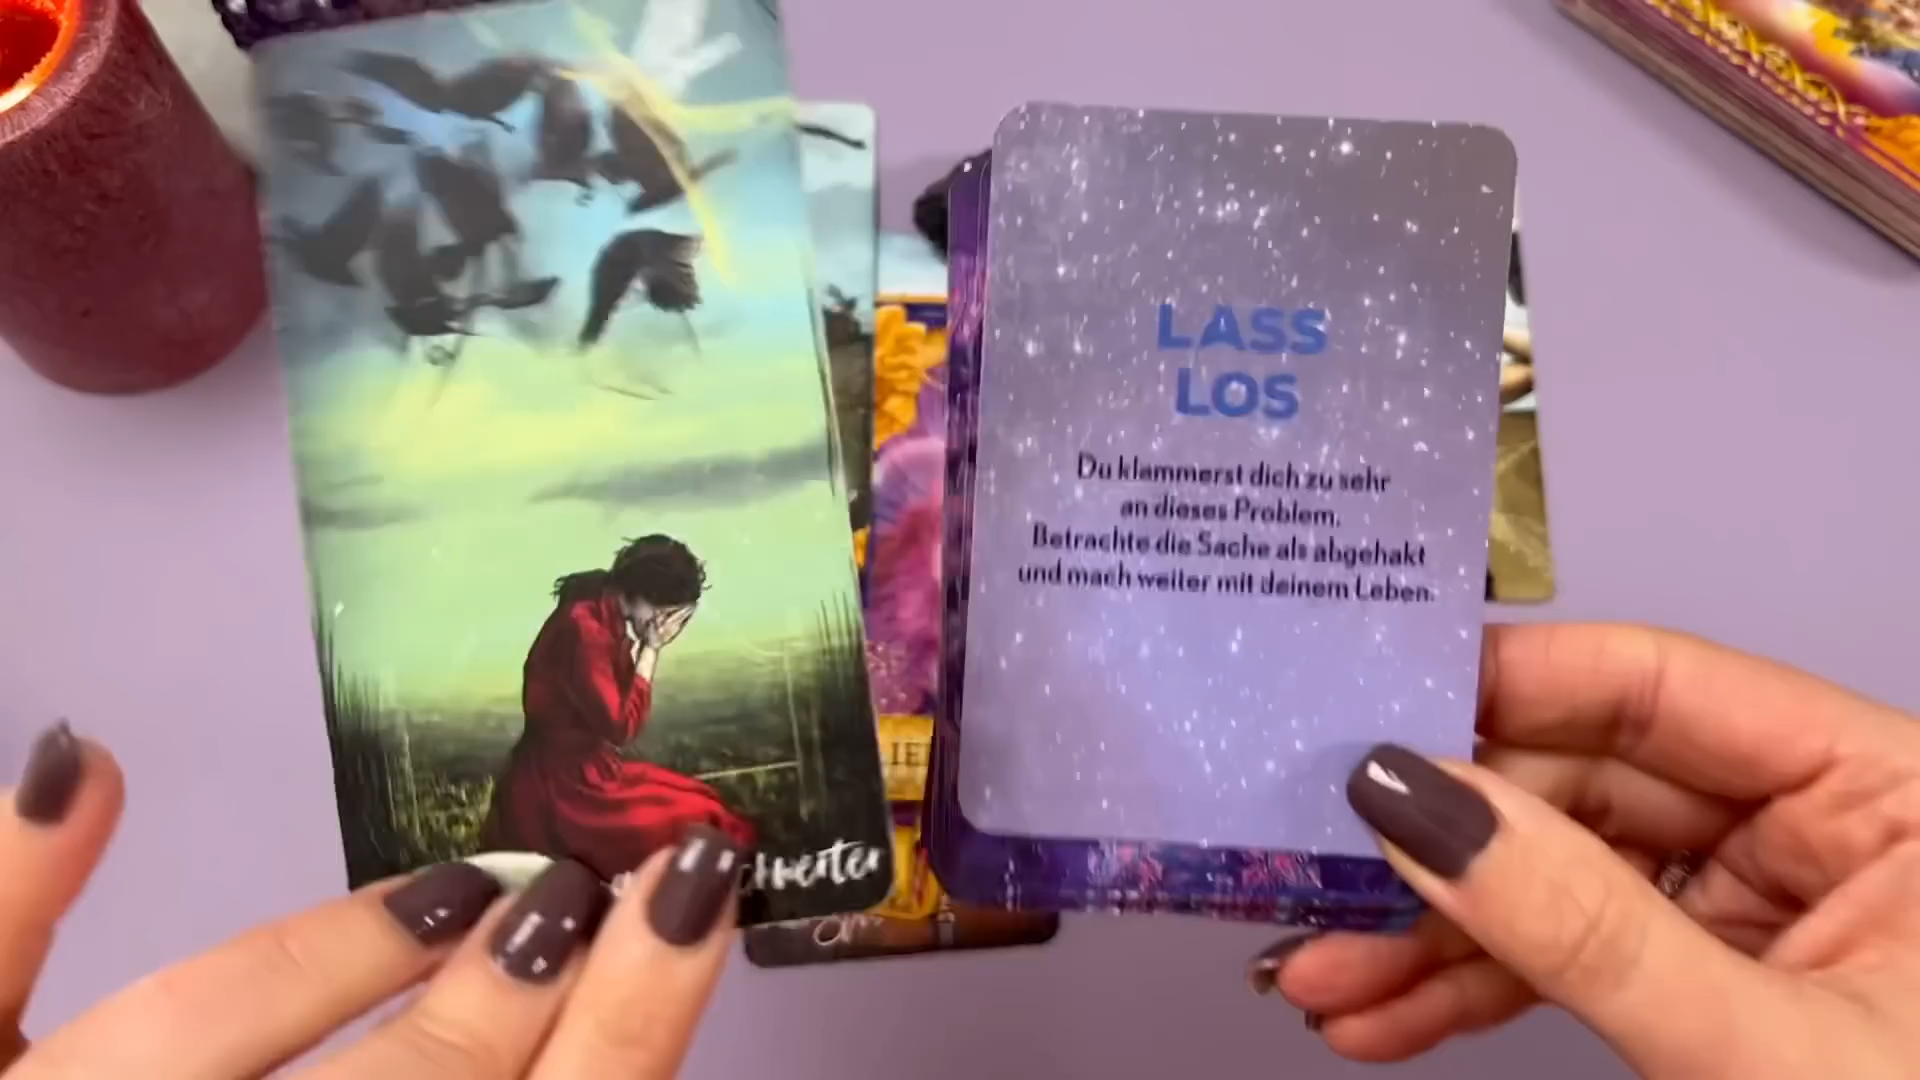 LASS
LOS
Du klammerst dich zu sehr
an dieses Problem.
Betrachte die Sache als abgehakt
und mach weiter mit deinem Leben.